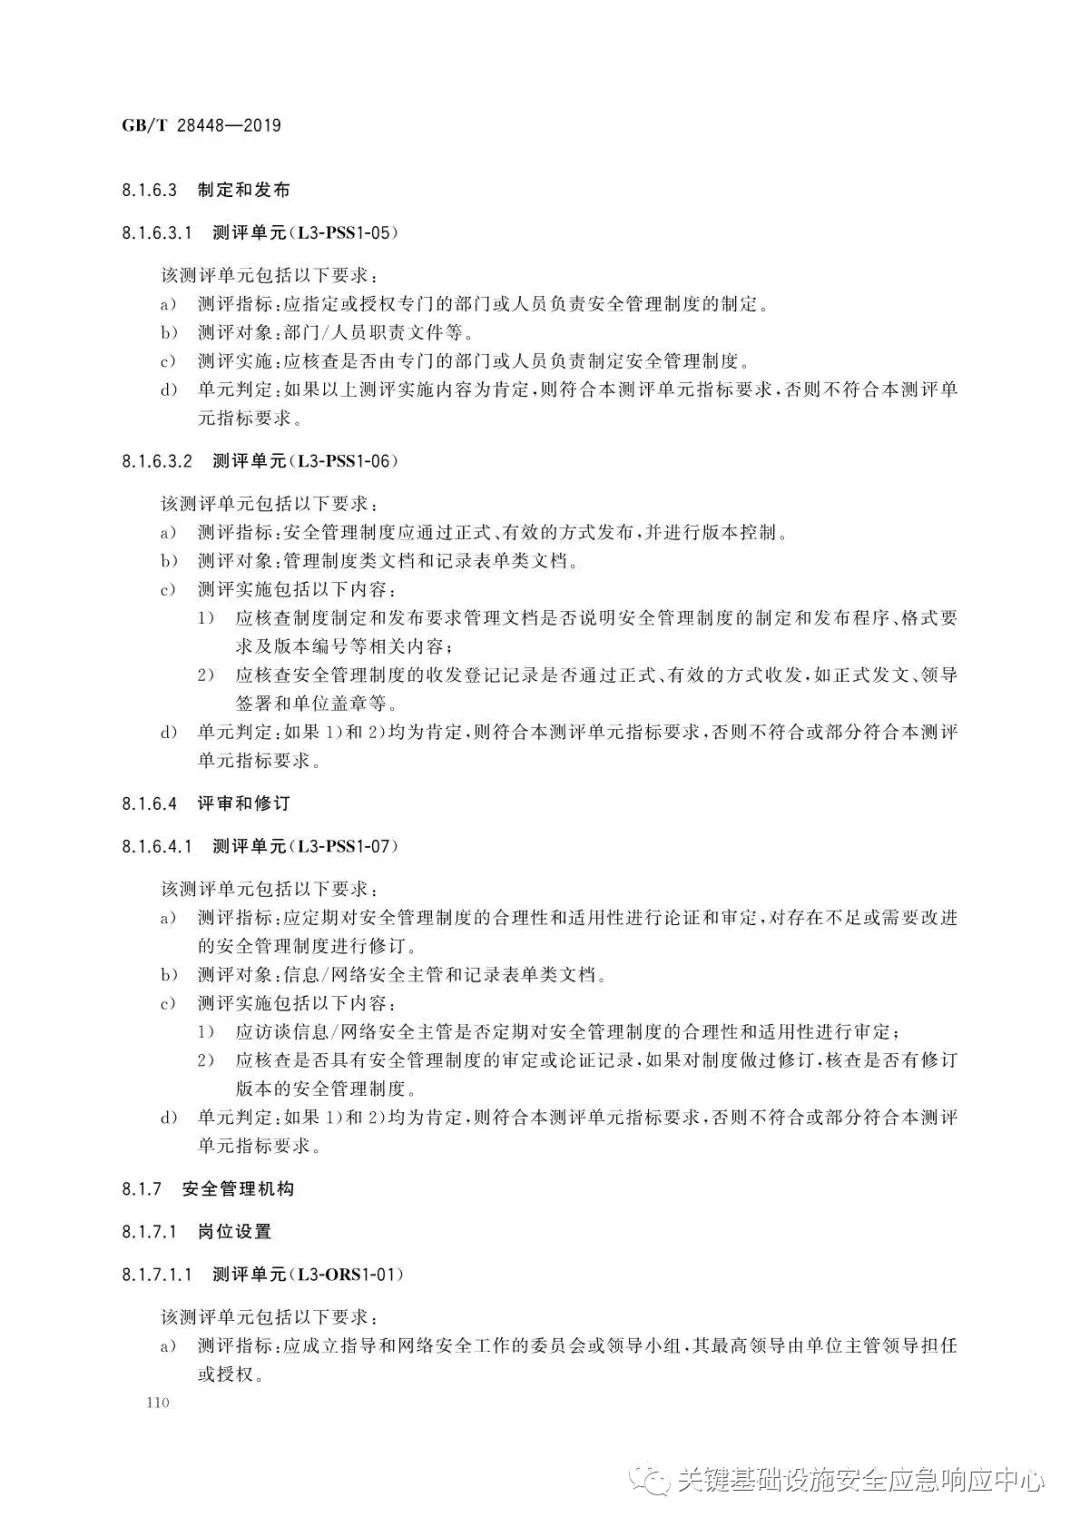 GB/T 28448—2019
8.1.6.3 制定和发布
8.1.6.3.1 测评单元(L3-PSS1-05)
该测评单元包括以下要求:
a) 测评指标:应指定或授权专门的部门或人员负责安全管理制度的制定。
b) 测评对象:部门/人员职责文件等。
c) 测评实施:应核查是否由专门的部门或人员负责制定安全管理制度。
d) 单元判定:如果以上测评实施内容为肯定,则符合本测评单元指标要求,否则不符合本测评单
元指标要求。
8.1.6.3.2 测评单元(L3-PSS1-06)
该测评单元包括以下要求:
a) 测评指标:安全管理制度应通过正式、有效的方式发布,并进行版本控制。
b) 测评对象:管理制度类文档和记录表单类文档。
c) 测评实施包括以下内容:
1) 应核查制度制定和发布要求管理文档是否说明安全管理制度的制定和发布程序、格式要
求及版本编号等相关内容;
2) 应核查安全管理制度的收发登记记录是否通过正式、有效的方式收发,如正式发文、领导
签署和单位盖章等。
d) 单元判定:如果1)和2)均为肯定,则符合本测评单元指标要求,否则不符合或部分符合本测评
单元指标要求。
8.1.6.4 评审和修订
8.1.6.4.1 测评单元(L3-PSS1-07)
该测评单元包括以下要求:
a) 测评指标:应定期对安全管理制度的合理性和适用性进行论证和审定,对存在不足或需要改进
的安全管理制度进行修订。
b) 测评对象:信息/网络安全主管和记录表单类文档。
c) 测评实施包括以下内容:
1) 应访谈信息/网络安全主管是否定期对安全管理制度的合理性和适用性进行审定;
2) 应核查是否具有安全管理制度的审定或论证记录,如果对制度做过修订,核查是否有修订
版本的安全管理制度。
d) 单元判定:如果1)和2)均为肯定,则符合本测评单元指标要求,否则不符合或部分符合本测评
单元指标要求。
8.1.7 安全管理机构
8.1.7.1 岗位设置
8.1.7.1.1 测评单元(L3-ORS1-01)
该测评单元包括以下要求:
a) 测评指标:应成立指导和网络安全工作的委员会或领导小组,其最高领导由单位主管领导担任
或授权。
110
关键基础设施安全应急响应中心